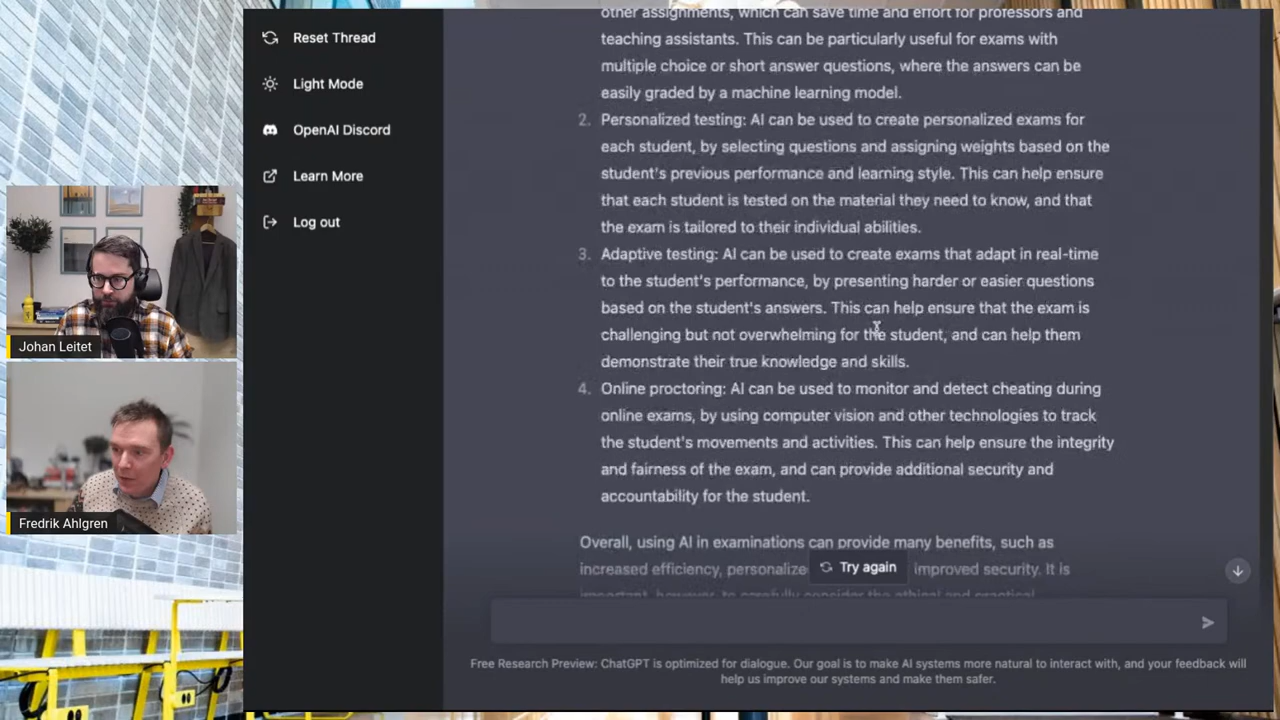 Reset Thread
Light Mode
OpenAI Discord
Learn More
Log out
other assignments, which can save time and effort for professors and
teaching assistants. This can be particularly useful for exams with
multiple choice or short answer questions, where the answers can be
easily graded by a machine learning model.
2. Personalized testing: AI can be used to create personalized exams for
each student, by selecting questions and assigning weights based on the
student's previous performance and learning style. This can help ensure
that each student is tested on the material they need to know, and that
the exam is tailored to their individual abilities.
3. Adaptive testing: AI can be used to create exams that adapt in real-time
to the student's performance, by presenting harder or easier questions
based on the student's answers. This can help ensure that the exam is
challenging but not overwhelming for the student, and can help them
demonstrate their true knowledge and skills.
4. Online proctoring: AI can be used to monitor and detect cheating during
online exams, by using computer vision and other technologies to track
the student's movements and activities. This can help ensure the integrity
and fairness of the exam, and can provide additional security and
accountability for the student.
Overall, using AI in examinations can provide many benefits, such as
increased efficiency, personalize improved security. It is
important, however, to carefully consider the ethical and practical
Try again
Free Research Preview: ChatGPT is optimized for dialogue. Our goal is to make AI systems more natural to interact with, and your feedback will
help us improve our systems and make them safer.
Johan Leitet
Fredrik Ahlgren